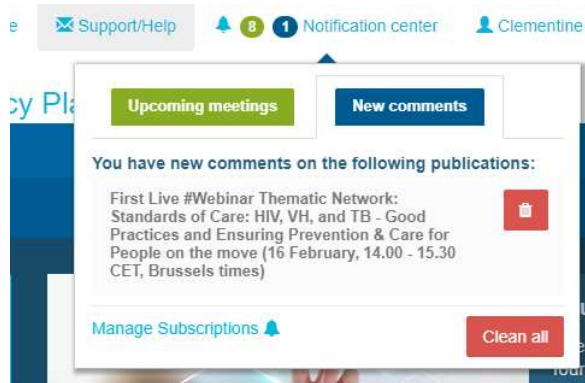 e Support/Help 8 1 Notification center Clementine
cy Pla
Upcoming meetings New comments
You have new comments on the following publications:
First Live #Webinar Thematic Network:
Standards of Care: HIV, VH, and TB - Good
Practices and Ensuring Prevention & Care for
People on the move (16 February, 14.00 - 15.30
CET, Brussels times)
Manage Subscriptions
Clean all